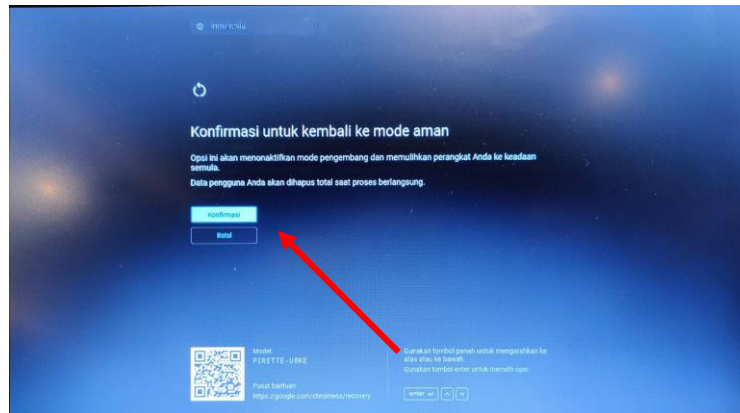 Konfirmasi untuk kembali ke mode aman
Opsi ini akan menonaktifkan mode pengembang dan memulihkan perangkat Anda ke keadaan
semula.
Data pengguna Anda akan dihapus total saat proses berlangsung.
Konfirmasi
Batal
Model
PIRETTE-UBKE
Pusat bantuan:
https://google.com/chromeos/recovery
Gunakan tombol panah untuk mengarahkan ke
atas atau ke bawah
Gunakan tombol enter untuk memilih opsi.
enter